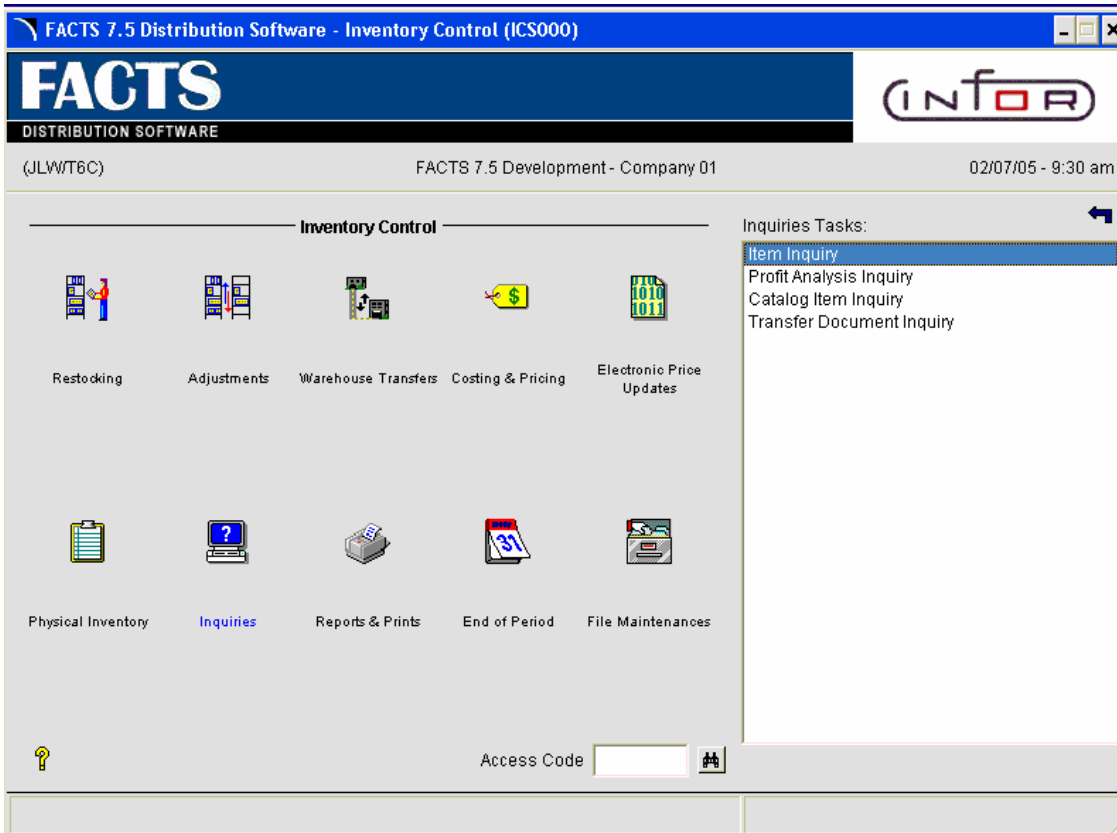 FACTS 7.5 Distribution Software - Inventory Control (ICS000)
FACTS
DISTRIBUTION SOFTWARE
INFOR
(JLW/T6C)
FACTS 7.5 Development - Company 01
02/07/05 - 9:30 am
Inventory Control
Inquiries Tasks:
Item Inquiry
Profit Analysis Inquiry
Catalog Item Inquiry
Transfer Document Inquiry
$
010
1010
1011
Restocking
Adjustments
Warehouse Transfers
Costing & Pricing
Electronic Price
Updates
?
31
Physical Inventory
Inquiries
Reports & Prints
End of Period
File Maintenances
?
Access Code